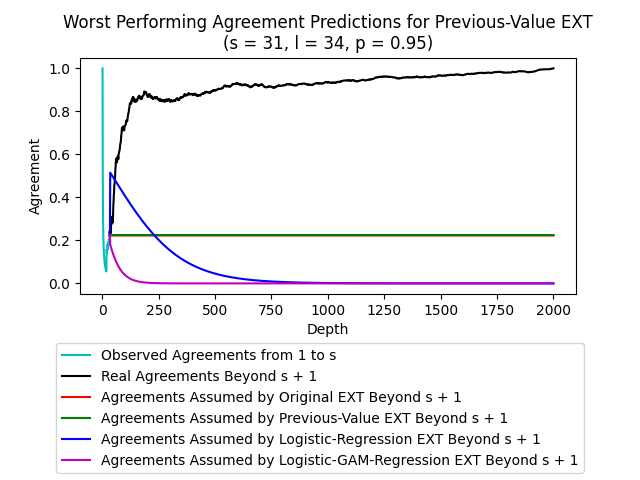 Worst Performing Agreement Predictions for Previous-Value EXT
(s = 31, l = 34, p = 0.95)
1.0
0.8
0.6
0.4
0.2
0.0
Agreement
0 250 500 750 1000 1250 1500 1750 2000
Depth
Observed Agreements from 1 to s
Real Agreements Beyond s + 1
Agreements Assumed by Original EXT Beyond s + 1
Agreements Assumed by Previous-Value EXT Beyond s + 1
Agreements Assumed by Logistic-Regression EXT Beyond s + 1
Agreements Assumed by Logistic-GAM-Regression EXT Beyond s + 1